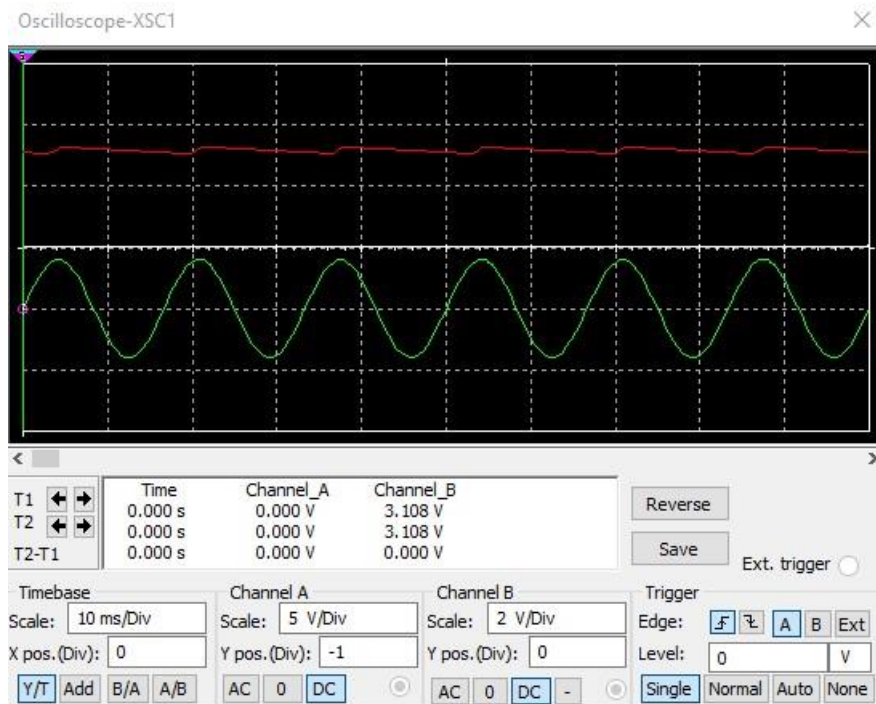 Oscilloscope-XSC1
T1
T2
T2-T1
Time Channel_A Channel_B
0.000 s 0.000 V 3.108 V
0.000 s 0.000 V 3.108 V
0.000 s 0.000 V 0.000 V
Reverse
Save
Ext. trigger
Timebase
Scale: 10 ms/Div
X pos.(Div): 0
Y/T Add B/A A/B
Channel A
Scale: 5 V/Div
Y pos.(Div): -1
AC 0 DC
Channel B
Scale: 2 V/Div
Y pos.(Div): 0
AC 0 DC -
Trigger
Edge: A B Ext
Level: 0 V
Single Normal Auto None